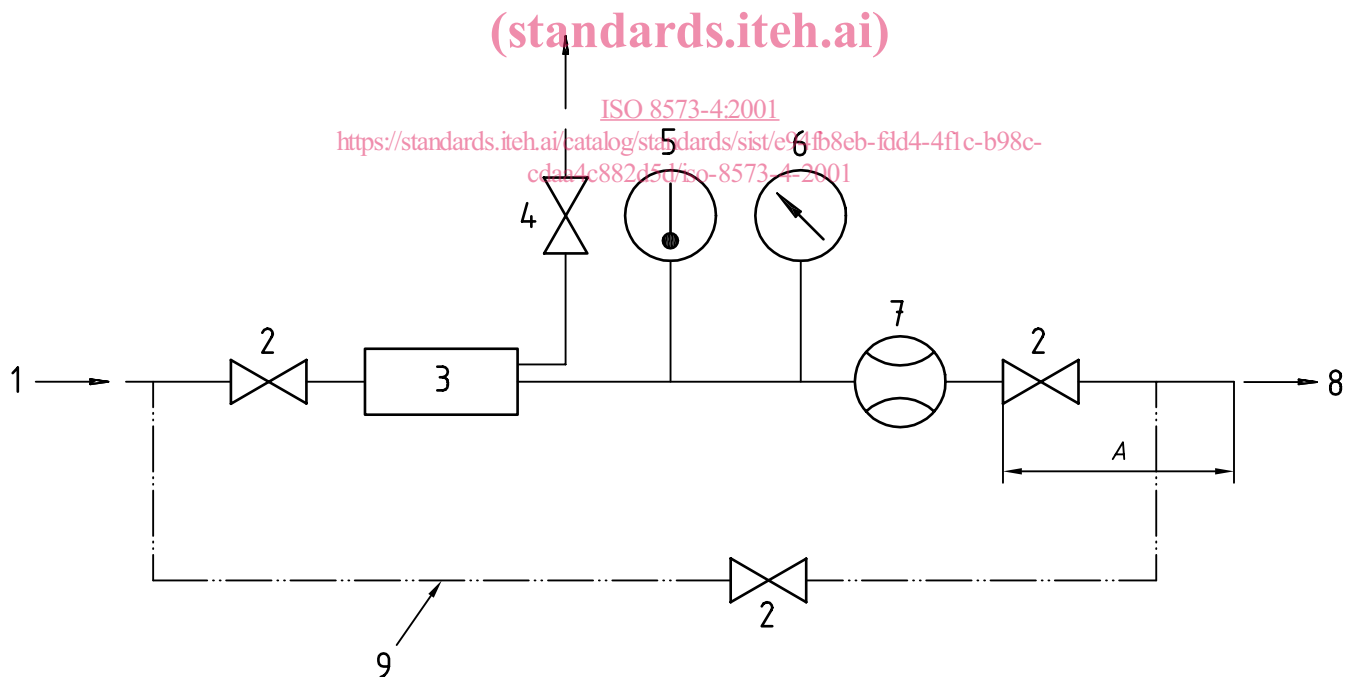 (standards.iteh.ai)
ISO 8573-4:2001
https://standards.iteh.ai/catalog/standards/sist/e94fb8eb-fdd4-4f1c-b98c-
cdaa4c882d5d/iso-8573-4-2001
5
6
4
7
2
2
1
3
8
A
2
9